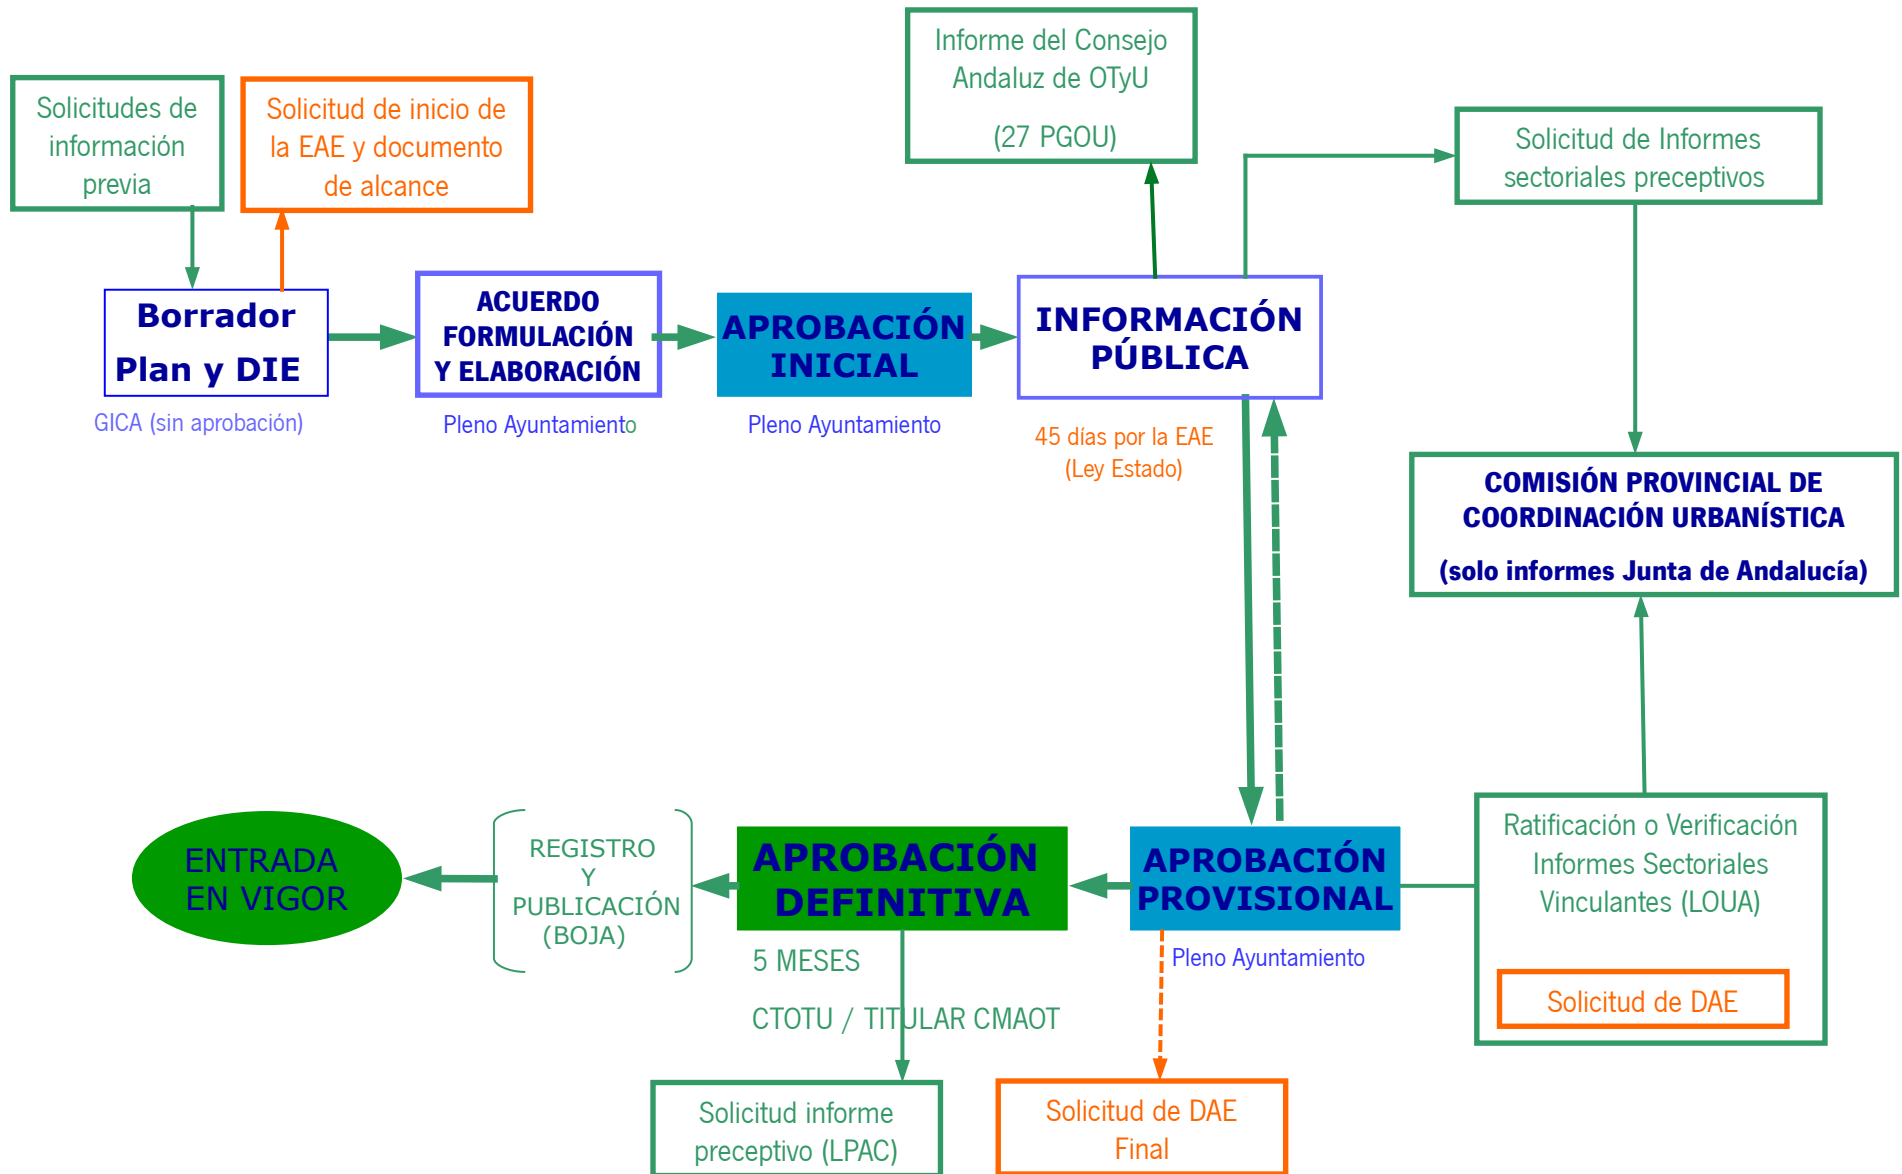 Solicitudes de
información
previa
Solicitud de inicio de
la EAE y documento
de alcance
Informe del Consejo
Andaluz de OTyU
(27 PGOU)
Solicitud de Informes
sectoriales preceptivos
Borrador
Plan y DIE
GICA (sin aprobación)
ACUERDO
FORMULACIÓN
Y ELABORACIÓN
Pleno Ayuntamiento
APROBACIÓN
INICIAL
Pleno Ayuntamiento
INFORMACIÓN
PÚBLICA
45 días por la EAE
(Ley Estado)
COMISIÓN PROVINCIAL DE
COORDINACIÓN URBANÍSTICA
(solo informes Junta de Andalucía)
ENTRADA
EN VIGOR
REGISTRO
Y
PUBLICACIÓN
(BOJA)
APROBACIÓN
DEFINITIVA
5 MESES
CTOTU / TITULAR CMAOT
APROBACIÓN
PROVISIONAL
Pleno Ayuntamiento
Ratificación o Verificación
Informes Sectoriales
Vinculantes (LOUA)
Solicitud de DAE
Solicitud informe
preceptivo (LPAC)
Solicitud de DAE
Final